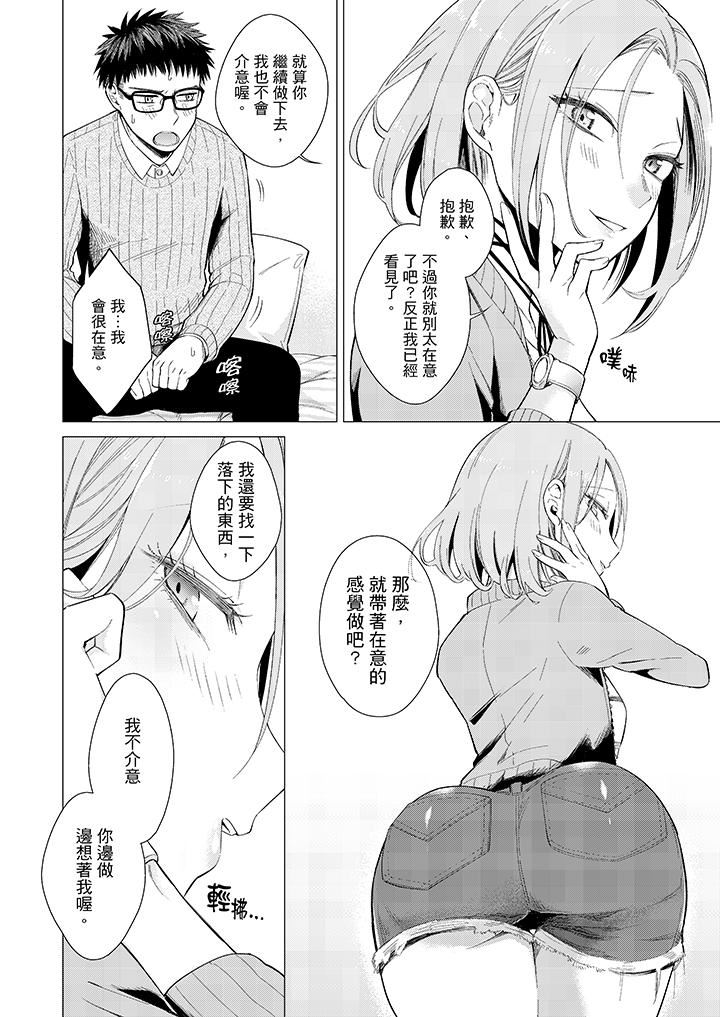 抱歉、
抱歉。
不過你就別太在意
了吧？反正我已經
看見了。
噗哧
就算你
繼續做下去，
我也不會
介意喔。
喀嚓
喀嚓
我…我
會很在意。
那麼，
就帶著在意的
感覺做吧？
我還要找一下
落下的東西，
我不介意
你邊做
邊想著我喔。
輕拂…